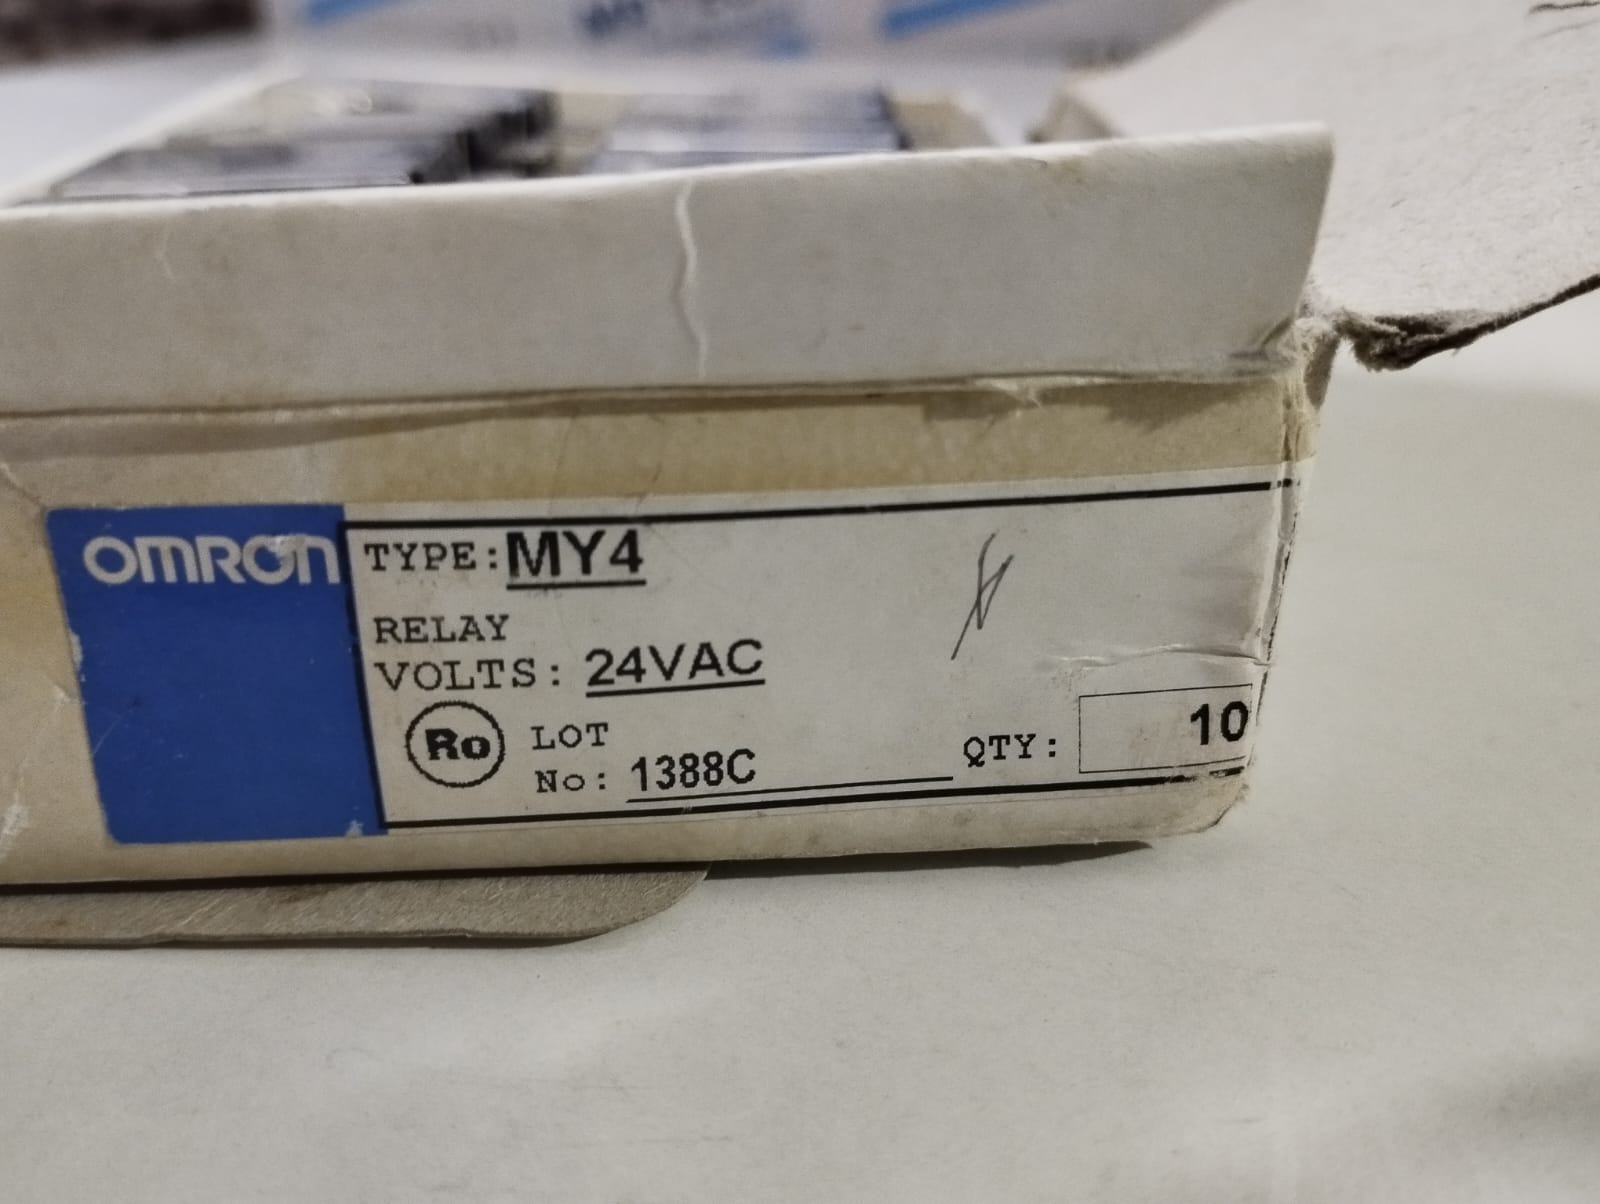 OMRON
TYPE: MY4
RELAY
VOLTS: 24VAC
Ro
LOT
No: 1388C
QTY: 10